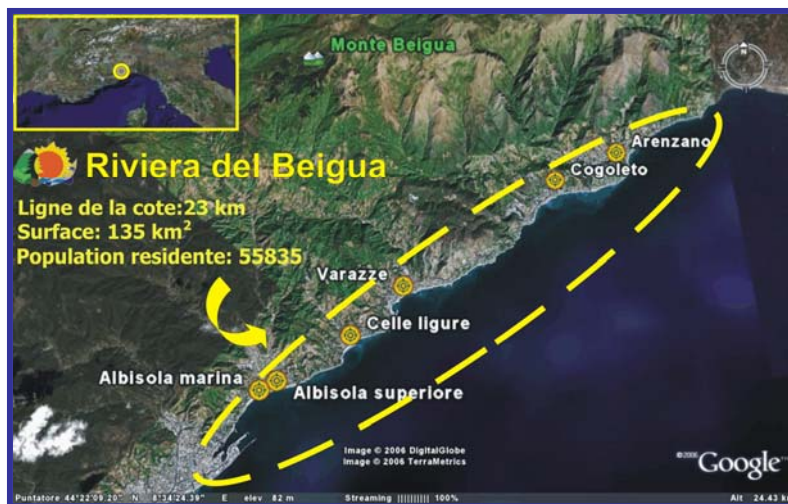 Monte Beigua
N
Riviera del Beigua
Ligne de la cote:23 km
Surface: 135 km²
Population residente: 55835
Arenzano
Cogoleto
Varazze
Celle ligure
Albisola marina
Albisola superiore
Image © 2006 DigitalGlobe
Image © 2006 TerraMetrics
©2006 Google™
Puntatore 44°22'09.20" N 8°34'24.39" E elev 82 m Streaming |||||||||| 100% Alt 24.43 km